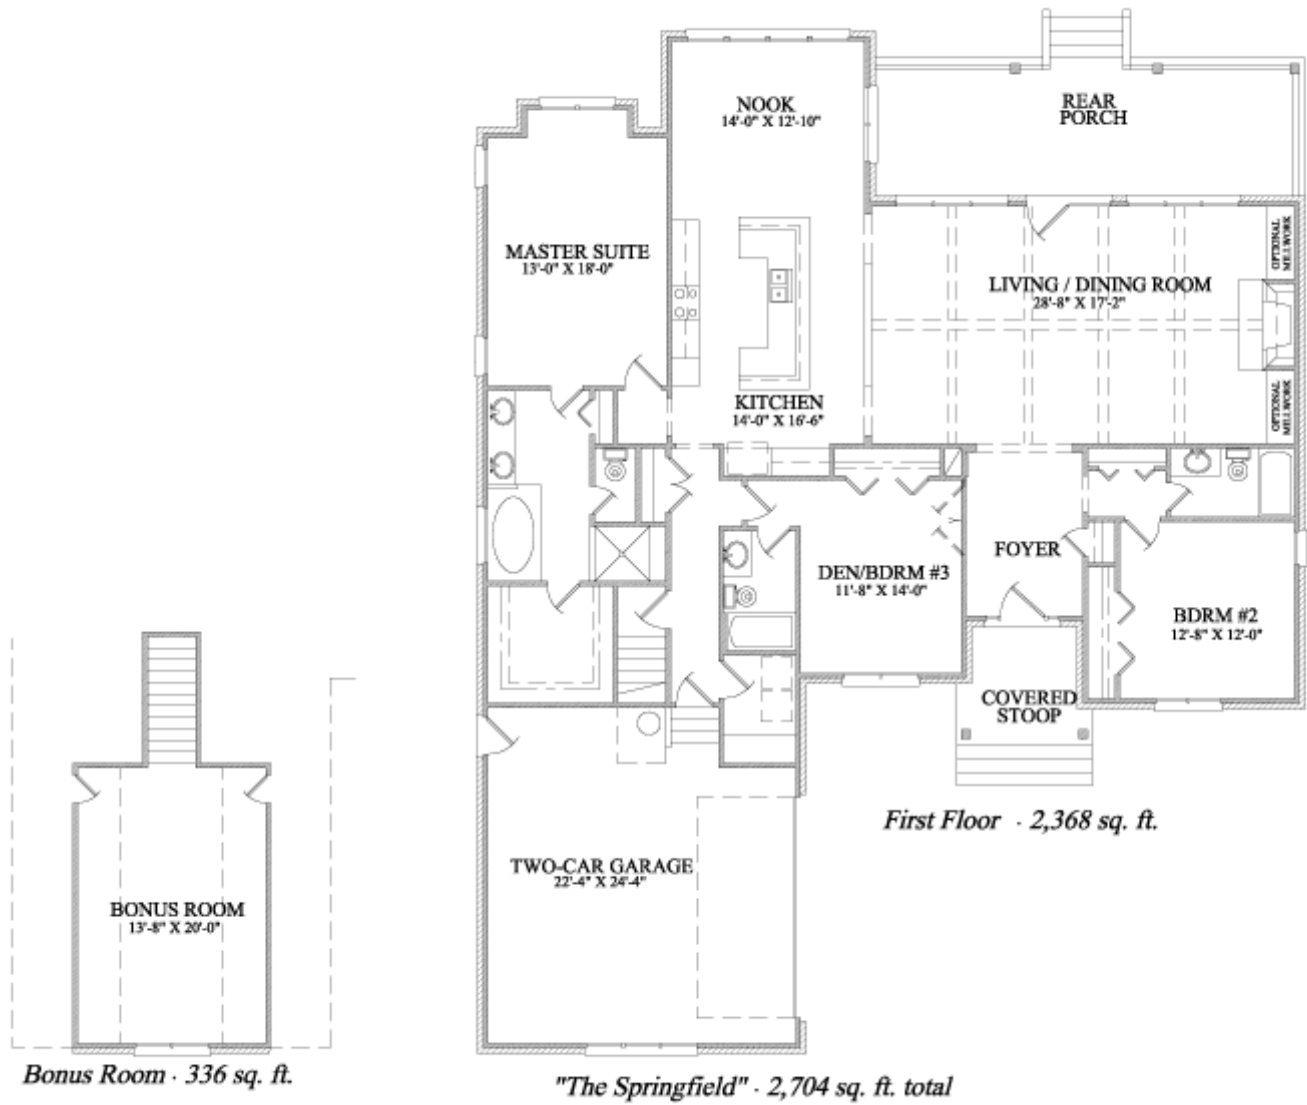 NOOK
14'-0" X 12'-10"
REAR
PORCH
MASTER SUITE
13'-0" X 18'-0"
OPTIONAL
MILLWORK
LIVING / DINING ROOM
28'-8" X 17'-2"
KITCHEN
14'-0" X 16'-6"
OPTIONAL
MILLWORK
FOYER
DEN/BDRM #3
11'-8" X 14'-0"
BDRM #2
12'-8" X 12'-0"
COVERED
STOOP
First Floor · 2,368 sq. ft.
TWO-CAR GARAGE
22'-4" X 24'-4"
BONUS ROOM
13'-8" X 20'-0"
Bonus Room · 336 sq. ft.
"The Springfield" · 2,704 sq. ft. total